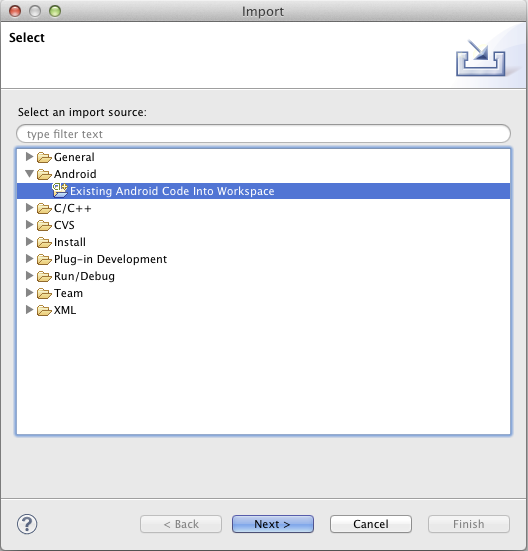 Import
Select
Select an import source:
type filter text
General
Android
Existing Android Code Into Workspace
C/C++
CVS
Install
Plug-in Development
Run/Debug
Team
XML
?
< Back
Next >
Cancel
Finish